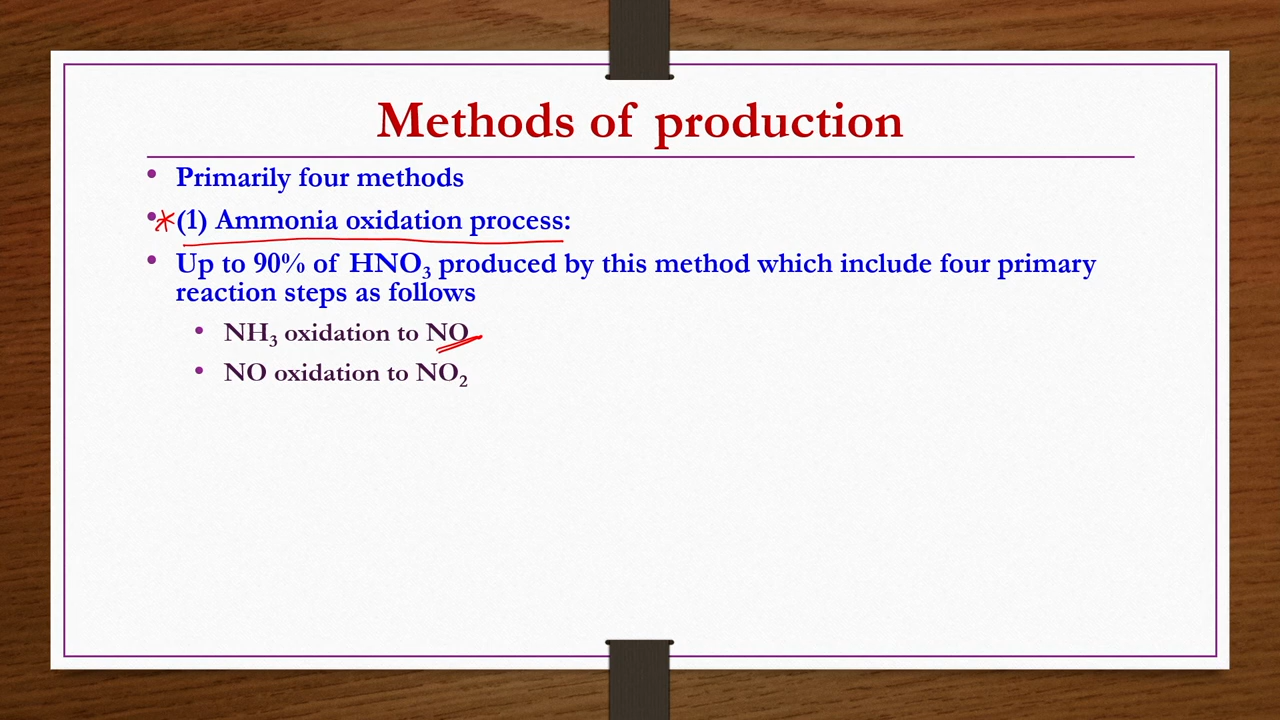 Methods of production
• Primarily four methods
• (1) Ammonia oxidation process:
• Up to 90% of HNO₃ produced by this method which include four primary
reaction steps as follows
• NH₃ oxidation to NO
• NO oxidation to NO₂